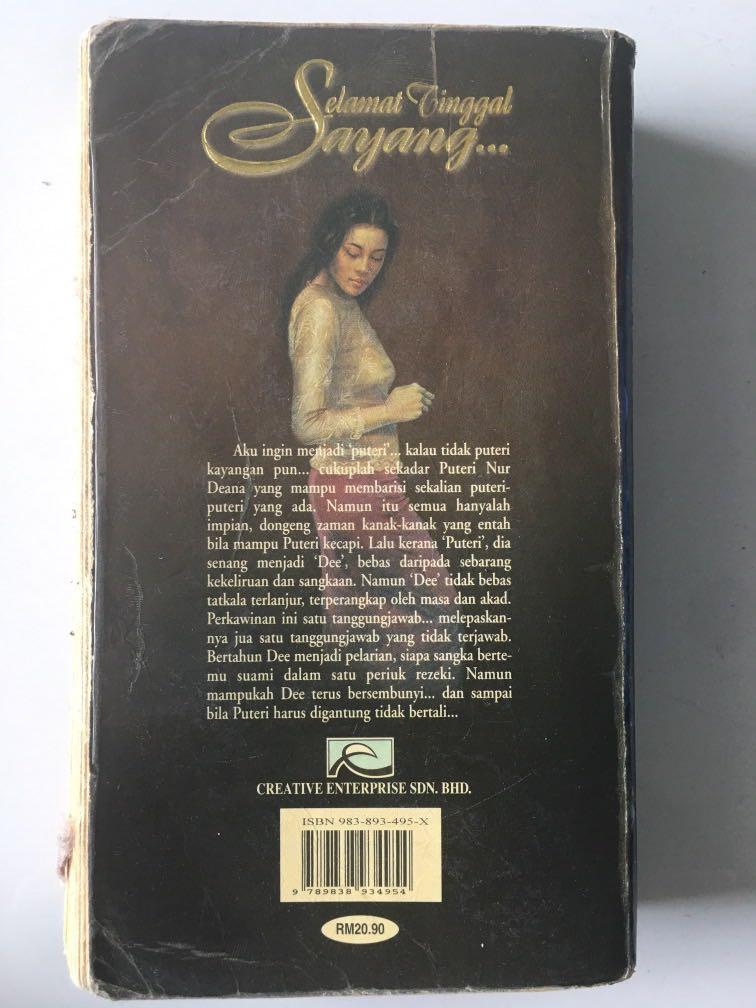 Selamat Tinggal
Sayang...
Aku ingin menjadi 'puteri'... kalau tidak puteri
kayangan pun... cukuplah sekadar Puteri Nur
Deana yang mampu membarisi sekalian puteri-
puteri yang ada. Namun itu semua hanyalah
impian, dongeng zaman kanak-kanak yang entah
bila mampu Puteri kecapi. Lalu kerana 'Puteri', dia
senang menjadi 'Dee', bebas daripada sebarang
kekeliruan dan sangkaan. Namun 'Dee' tidak bebas
tatkala terlanjur, terperangkap oleh masa dan akad.
Perkawinan ini satu tanggungjawab... melepaskan-
nya jua satu tanggungjawab yang tidak terjawab.
Bertahun Dee menjadi pelarian, siapa sangka berte-
mu suami dalam satu periuk rezeki. Namun
mampukah Dee terus bersembunyi... dan sampai
bila Puteri harus digantung tidak bertali...
CREATIVE ENTERPRISE SDN. BHD.
ISBN 983-893-495-X
9 789838 934954
RM20.90